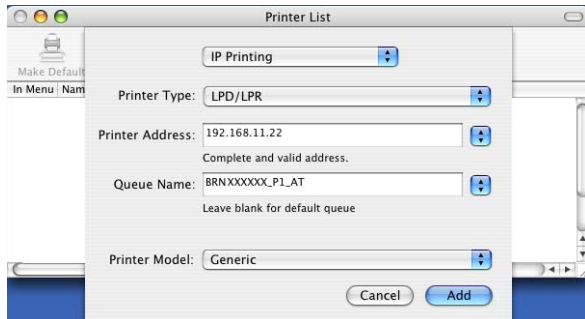 Printer List
IP Printing
Make Default
In Menu Nam
Printer Type: LPD/LPR
Printer Address: 192.168.11.22
Complete and valid address.
Queue Name: BRNXXXXXX_P1_AT
Leave blank for default queue
Printer Model: Generic
Cancel Add